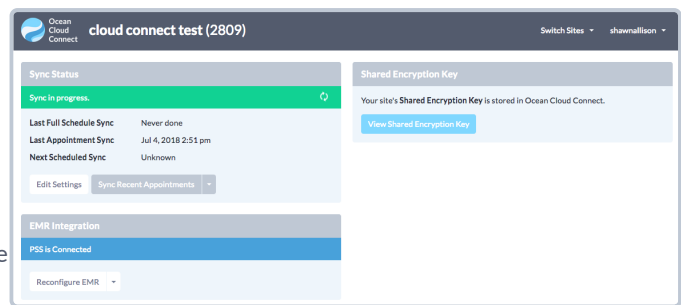 Ocean
Cloud
Connect
cloud connect test (2809)
Switch Sites
shawnallison
Sync Status
Sync in progress.
Last Full Schedule Sync Never done
Last Appointment Sync Jul 4, 2018 2:51 pm
Next Scheduled Sync Unknown
Edit Settings Sync Recent Appointments
EMR Integration
PSS is Connected
Reconfigure EMR
Shared Encryption Key
Your site's Shared Encryption Key is stored in Ocean Cloud Connect.
View Shared Encryption Key
e